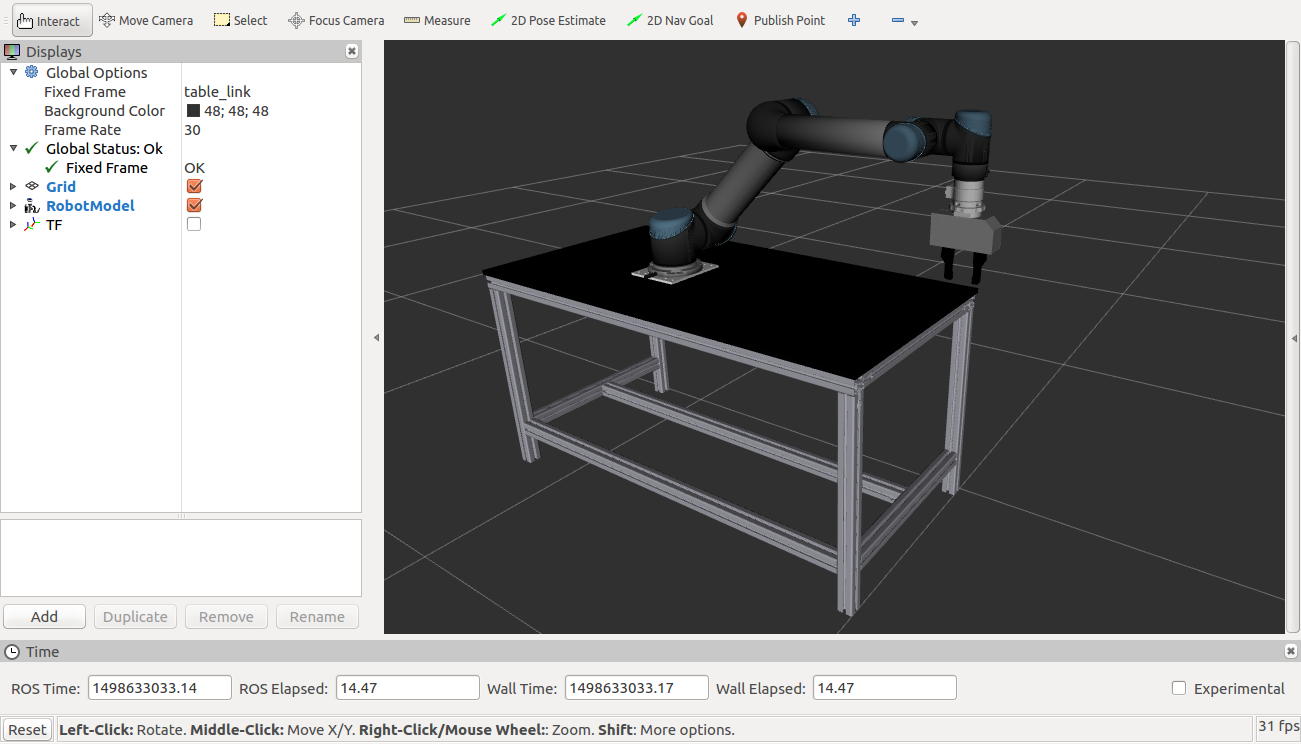 Interact Move Camera Select Focus Camera Measure 2D Pose Estimate 2D Nav Goal Publish Point
Displays
Global Options
Fixed Frame table_link
Background Color 48; 48; 48
Frame Rate 30
Global Status: Ok
Fixed Frame OK
Grid
RobotModel
TF
Add Duplicate Remove Rename
Time
ROS Time: 1498633033.14 ROS Elapsed: 14.47 Wall Time: 1498633033.17 Wall Elapsed: 14.47 Experimental
Reset Left-Click: Rotate. Middle-Click: Move X/Y. Right-Click/Mouse Wheel:: Zoom. Shift: More options. 31 fps